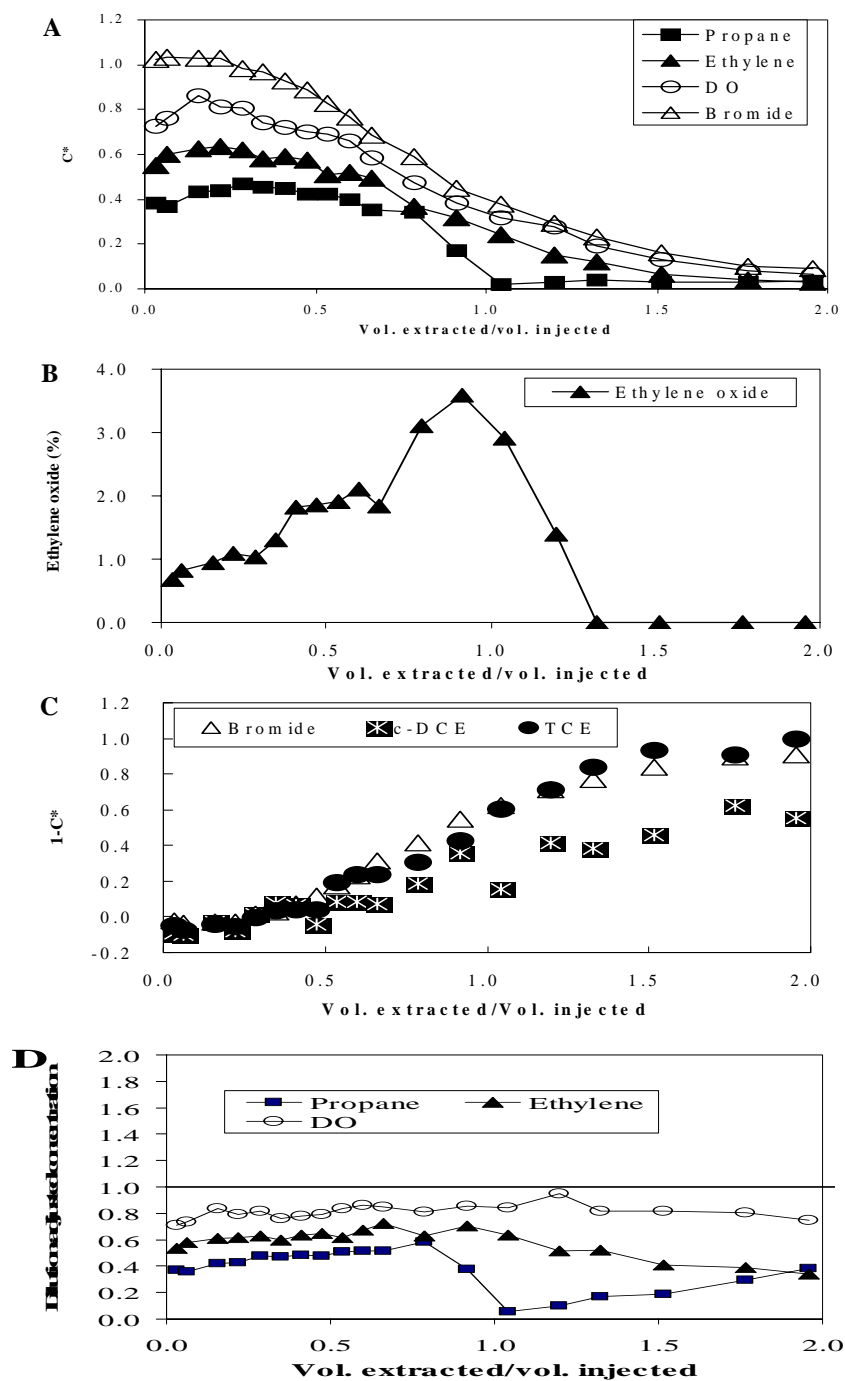 A
1.2
1.0
0.8
0.6
0.4
0.2
0.0
C*
Propane
Ethylene
DO
Bromide
0.0 0.5 1.0 1.5 2.0
Vol. extracted/vol. injected
B
4.0
3.0
2.0
1.0
0.0
Ethylene oxide (%)
Ethylene oxide
0.0 0.5 1.0 1.5 2.0
Vol. extracted/vol. injected
C
1.2
1.0
0.8
0.6
0.4
0.2
0.0
-0.2
1-C*
Bromide c-DCE TCE
0.0 0.5 1.0 1.5 2.0
Vol. extracted/Vol. injected
D
2.0
1.8
1.6
1.4
1.2
1.0
0.8
0.6
0.4
0.2
0.0
Propane Ethylene
DO
0.0 0.5 1.0 1.5 2.0
Vol. extracted/vol. injected